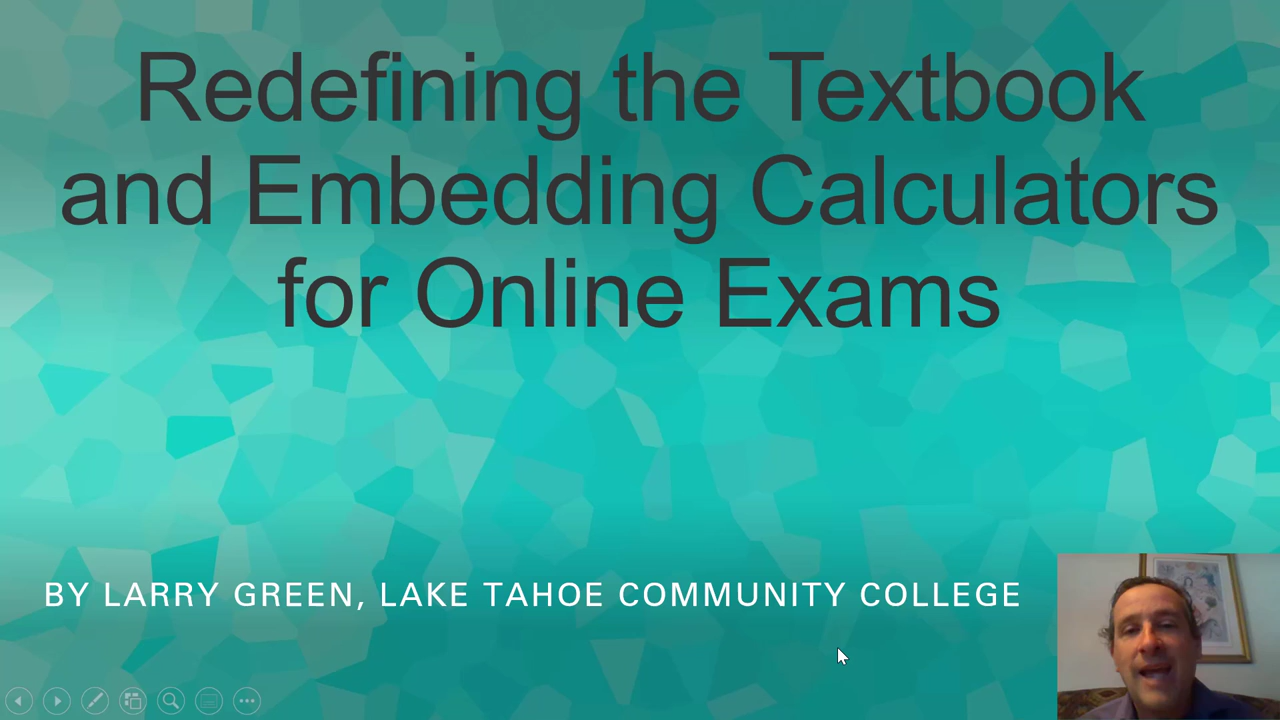 Redefining the Textbook
and Embedding Calculators
for Online Exams
BY LARRY GREEN, LAKE TAHOE COMMUNITY COLLEGE